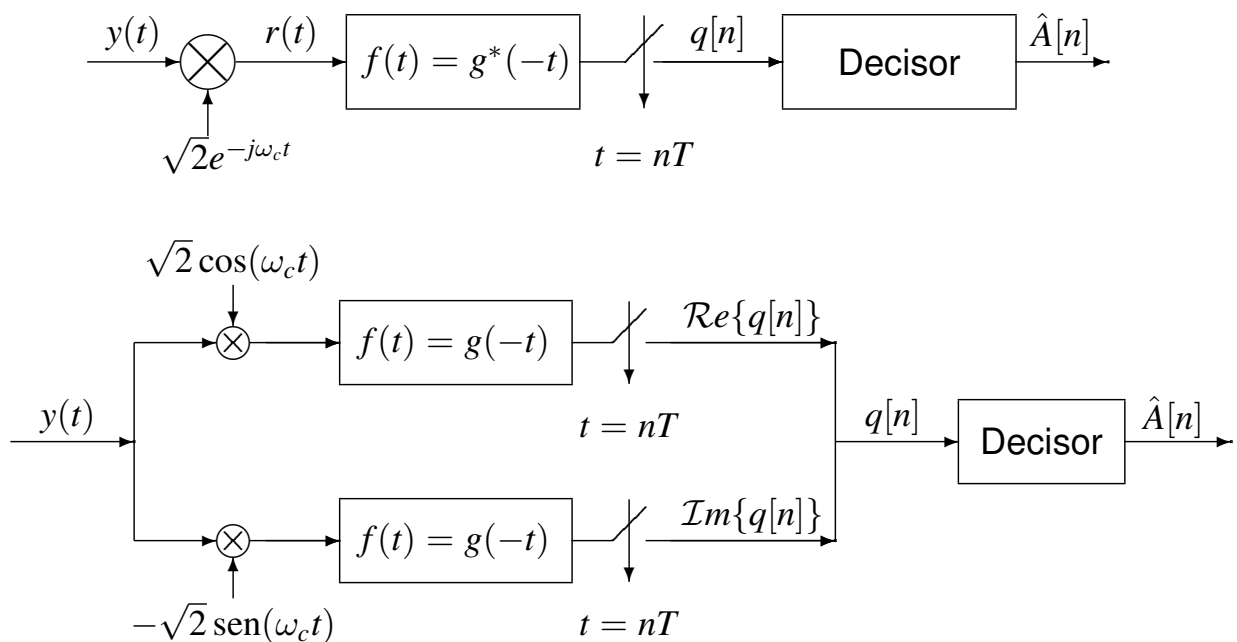 y(t) r(t) f(t) = g*(−t) q[n] Decisor Â[n]
√2e^{−jω_c t} t = nT
√2 cos(ω_c t)
f(t) = g(−t) ℛe{q[n]}
t = nT
y(t) q[n] Decisor Â[n]
f(t) = g(−t) ℐm{q[n]}
−√2 sen(ω_c t) t = nT